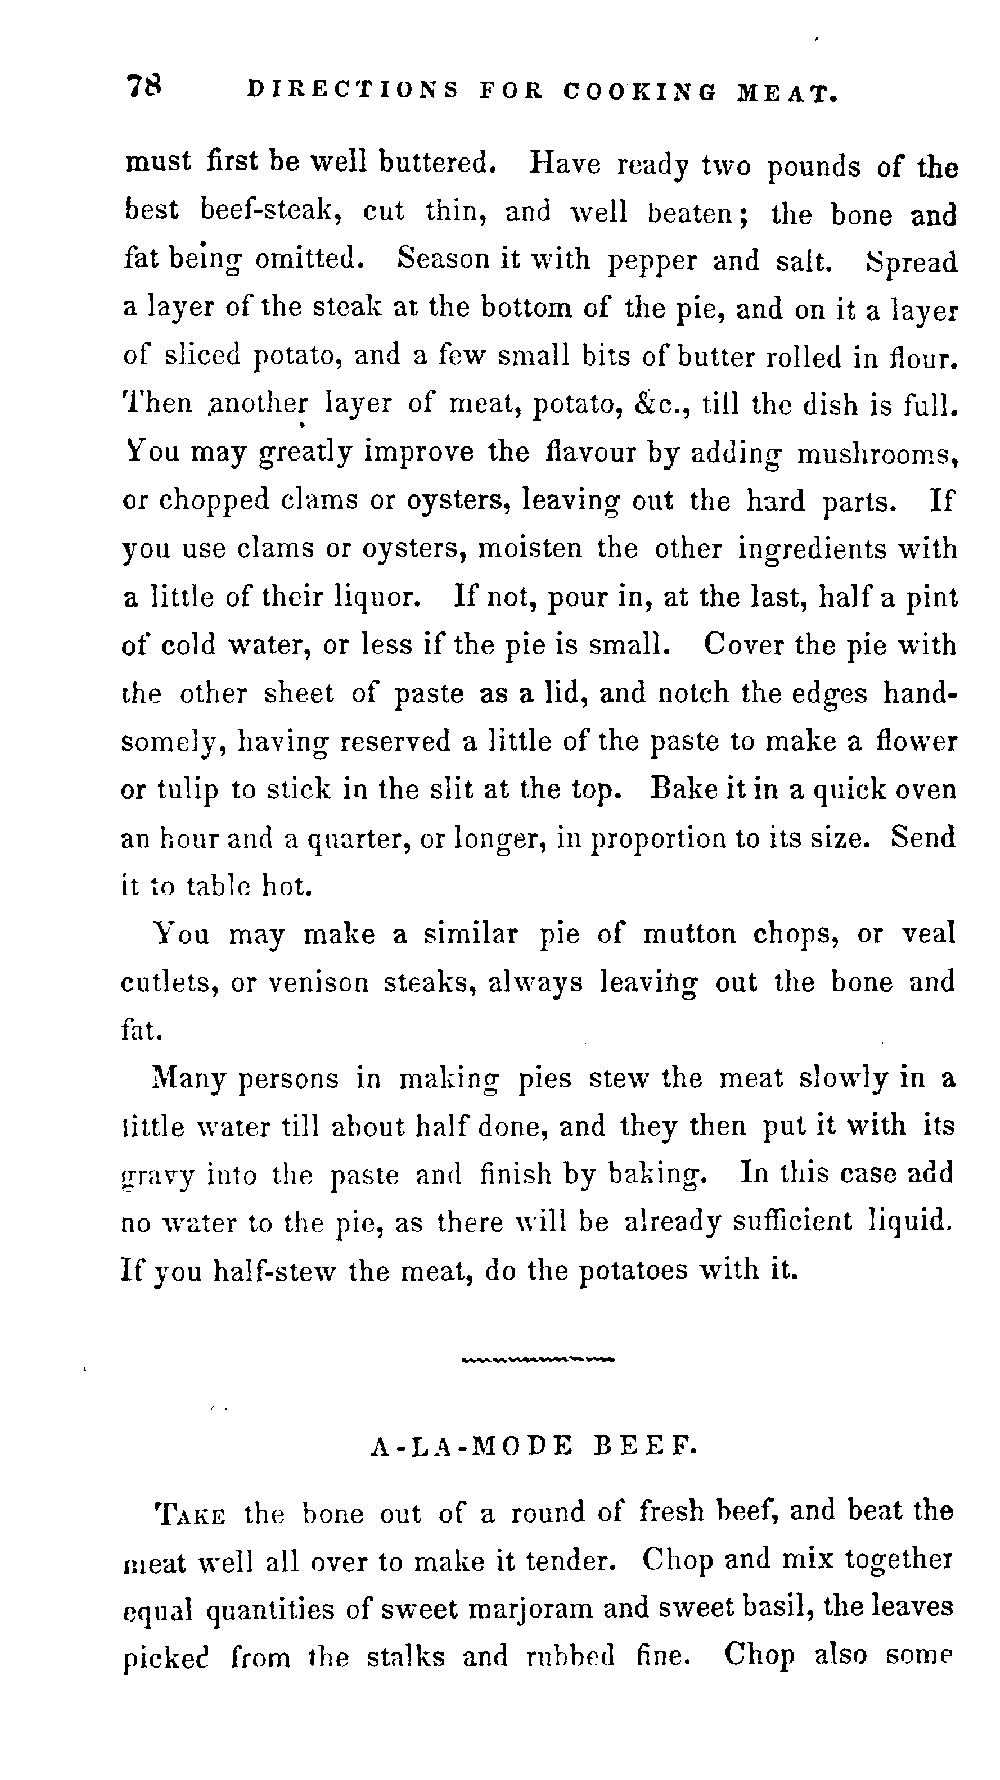 78 DIRECTIONS FOR COOKING MEAT.
must first be well buttered. Have ready two pounds of the
best beef-steak, cut thin, and well beaten; the bone and
fat being omitted. Season it with pepper and salt. Spread
a layer of the steak at the bottom of the pie, and on it a layer
of sliced potato, and a few small bits of butter rolled in flour.
Then another layer of meat, potato, &c., till the dish is full.
You may greatly improve the flavour by adding mushrooms,
or chopped clams or oysters, leaving out the hard parts. If
you use clams or oysters, moisten the other ingredients with
a little of their liquor. If not, pour in, at the last, half a pint
of cold water, or less if the pie is small. Cover the pie with
the other sheet of paste as a lid, and notch the edges hand-
somely, having reserved a little of the paste to make a flower
or tulip to stick in the slit at the top. Bake it in a quick oven
an hour and a quarter, or longer, in proportion to its size. Send
it to table hot.
You may make a similar pie of mutton chops, or veal
cutlets, or venison steaks, always leaving out the bone and
fat.
Many persons in making pies stew the meat slowly in a
little water till about half done, and they then put it with its
gravy into the paste and finish by baking. In this case add
no water to the pie, as there will be already sufficient liquid.
If you half-stew the meat, do the potatoes with it.
A-LA-MODE BEEF.
TAKE the bone out of a round of fresh beef, and beat the
meat well all over to make it tender. Chop and mix together
equal quantities of sweet marjoram and sweet basil, the leaves
picked from the stalks and rubbed fine. Chop also some